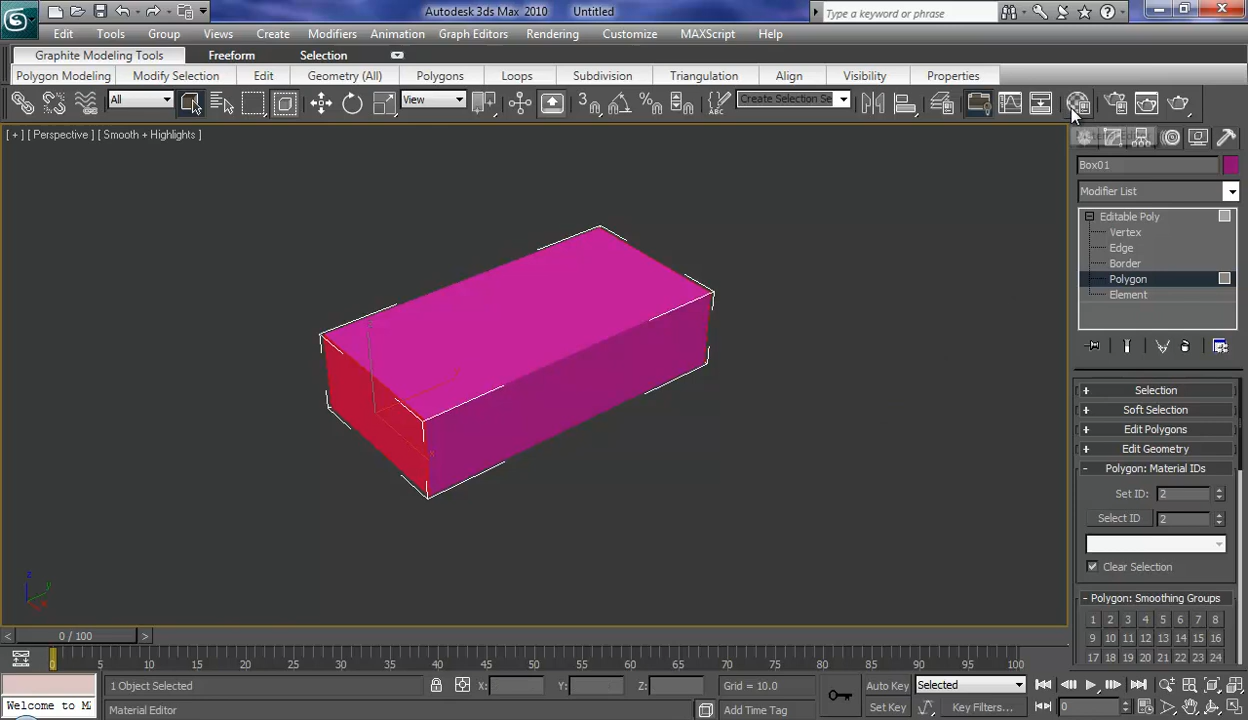 Autodesk 3ds Max 2010 Untitled
Type a keyword or phrase
Edit Tools Group Views Create Modifiers Animation Graph Editors Rendering Customize MAXScript Help
Graphite Modeling Tools Freeform Selection
Polygon Modeling Modify Selection Edit Geometry (All) Polygons Loops Subdivision Triangulation Align Visibility Properties
All View 3 Create Selection Se
[ + ] [ Perspective ] [ Smooth + Highlights ]
Box01
Modifier List
Editable Poly
Vertex
Edge
Border
Polygon
Element
+ Selection
+ Soft Selection
+ Edit Polygons
+ Edit Geometry
- Polygon: Material IDs
Set ID: 2
Select ID 2
Clear Selection
- Polygon: Smoothing Groups
1 2 3 4 5 6 7 8
9 10 11 12 13 14 15 16
17 18 19 20 21 22 23 24
z
y
< 0 / 100 >
0 5 10 15 20 25 30 35 40 45 50 55 60 65 70 75 80 85 90 95 100
1 Object Selected X: Y: Z: Grid = 10.0 Auto Key Selected
Welcome to M Material Editor Add Time Tag Set Key Key Filters... 0